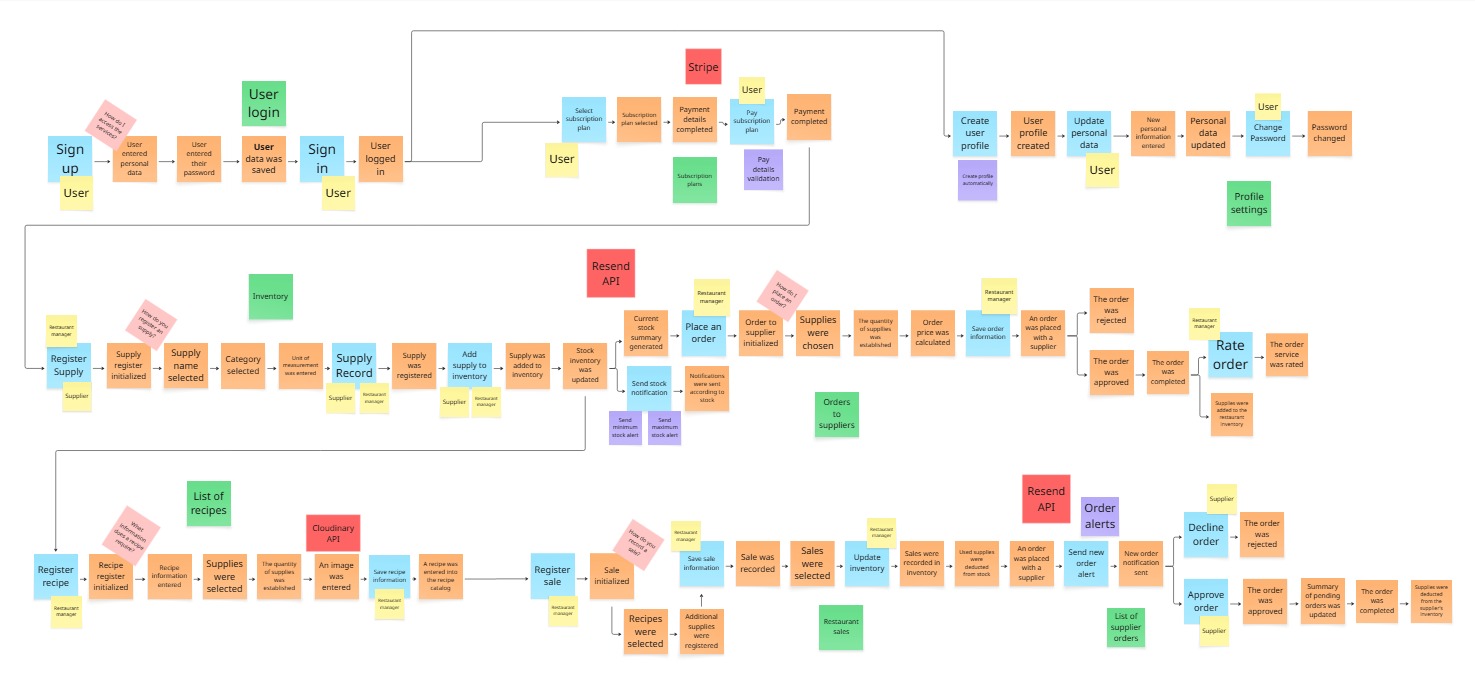 Stripe
User
login
User
How do I
access the
services?
Sign
up
User
User
entered
personal
data
User
entered
their
password
User
data was
saved
Sign
in
User
User
logged
in
Select
subscription
plan
User
Subscription
plan selected
Payment
details
completed
Pay
subscription
plan
Payment
completed
Subscription
plans
Pay
details
validation
Create
user
profile
Create profile
automatically
User
profile
created
Update
personal
data
User
New
personal
information
entered
Personal
data
updated
User
Change
Password
Password
changed
Profile
settings
Resend
API
Inventory
Restaurant
manager
Register
Supply
Supplier
How do you
register an
supply?
Supply
register
initialized
Supply
name
selected
Category
selected
Unit of
measurement
was entered
Supply
Record
Supplier
Restaurant
manager
Supply
was
registered
Add
supply to
inventory
Supplier
Restaurant
manager
Supply was
added to
inventory
Stock
inventory
was
updated
Current
stock
summary
generated
Restaurant
manager
Place an
order
How do I
place an
order?
Order to
supplier
initialized
Supplies
were
chosen
The quantity
of supplies
was
established
Order
price was
calculated
Restaurant
manager
Save order
information
An order
was placed
with a
supplier
The order
was
rejected
The order
was
approved
The order
was
completed
Restaurant
manager
Rate
order
The order
service
was rated
Supplies were
added to the
restaurant
inventory
Send stock
notification
Notifications
were sent
according to
stock
Send
minimum
stock alert
Send
maximum
stock alert
Orders
to
suppliers
List of
recipes
What
information
does a recipe
require?
Cloudinary
API
Register
recipe
Restaurant
manager
Recipe
register
initialized
Recipe
information
entered
Supplies
were
selected
The quantity
of supplies
was
established
An image
was
entered
Save recipe
information
Restaurant
manager
A recipe was
entered into
the recipe
catalog
Register
sale
Restaurant
manager
How do you
record a
sale?
Sale
initialized
Recipes
were
selected
Additional
supplies
were
registered
Restaurant
manager
Save sale
information
Sale was
recorded
Sales
were
selected
Restaurant
manager
Update
inventory
Sales were
recorded in
inventory
Used supplies
were
deducted
from stock
An order
was placed
with a
supplier
Resend
API
Order
alerts
Send new
order
alert
New order
notification
sent
Restaurant
sales
List of
supplier
orders
Supplier
Decline
order
The order
was
rejected
Approve
order
Supplier
The order
was
approved
Summary
of pending
orders was
updated
The order
was
completed
Supplies were
deducted
from the
supplier's
inventory